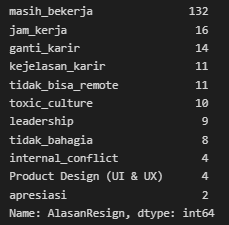 masih_bekerja 132
jam_kerja 16
ganti_karir 14
kejelasan_karir 11
tidak_bisa_remote 11
toxic_culture 10
leadership 9
tidak_bahagia 8
internal_conflict 4
Product Design (UI & UX) 4
apresiasi 2
Name: AlasanResign, dtype: int64